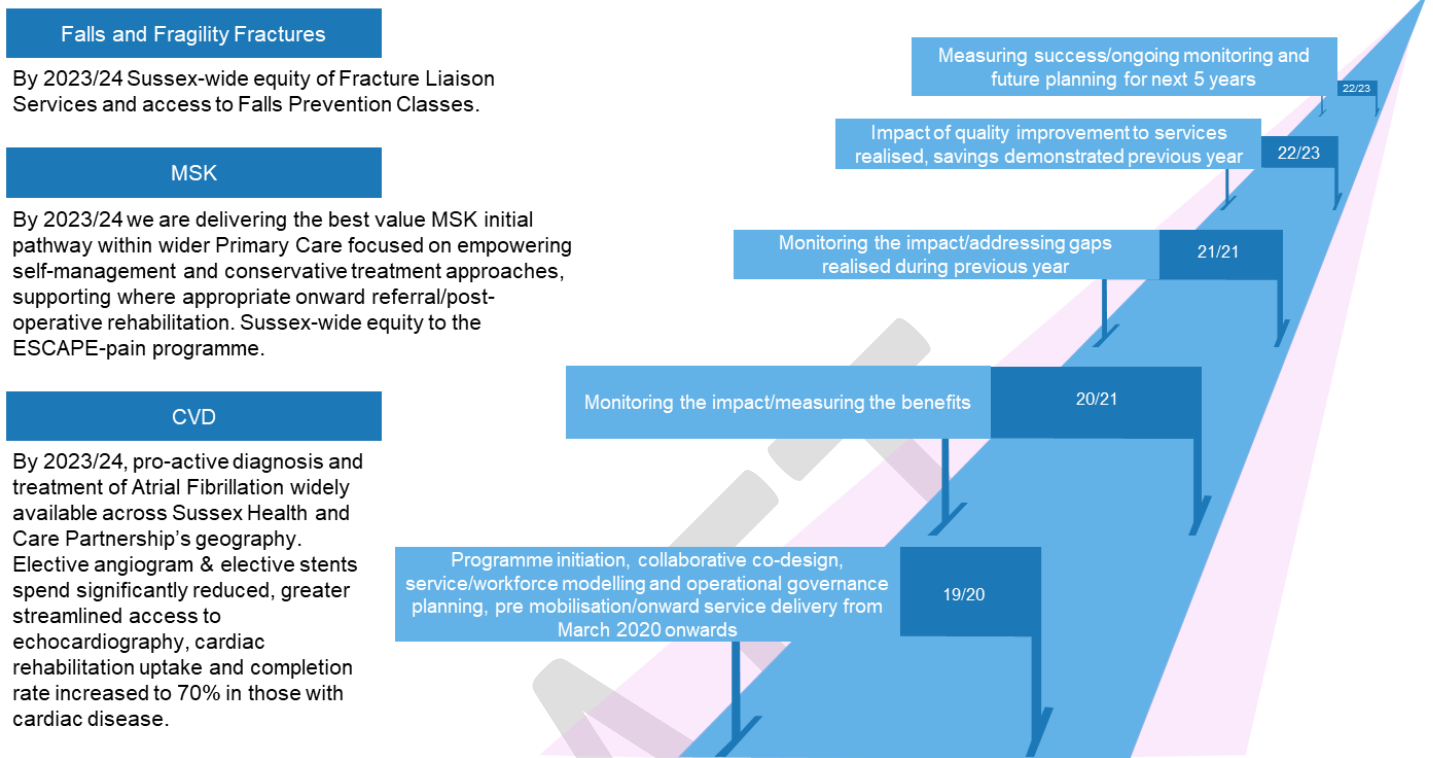 Falls and Fragility Fractures
By 2023/24 Sussex-wide equity of Fracture Liaison
Services and access to Falls Prevention Classes.
MSK
By 2023/24 we are delivering the best value MSK initial
pathway within wider Primary Care focused on empowering
self-management and conservative treatment approaches,
supporting where appropriate onward referral/post-
operative rehabilitation. Sussex-wide equity to the
ESCAPE-pain programme.
CVD
By 2023/24, pro-active diagnosis and
treatment of Atrial Fibrillation widely
available across Sussex Health and
Care Partnership's geography.
Elective angiogram & elective stents
spend significantly reduced, greater
streamlined access to
echocardiography, cardiac
rehabilitation uptake and completion
rate increased to 70% in those with
cardiac disease.
Measuring success/ongoing monitoring and
future planning for next 5 years
22/23
Impact of quality improvement to services
realised, savings demonstrated previous year
22/23
Monitoring the impact/addressing gaps
realised during previous year
21/21
Monitoring the impact/measuring the benefits
20/21
Programme initiation, collaborative co-design,
service/workforce modelling and operational governance
planning, pre mobilisation/onward service delivery from
March 2020 onwards
19/20